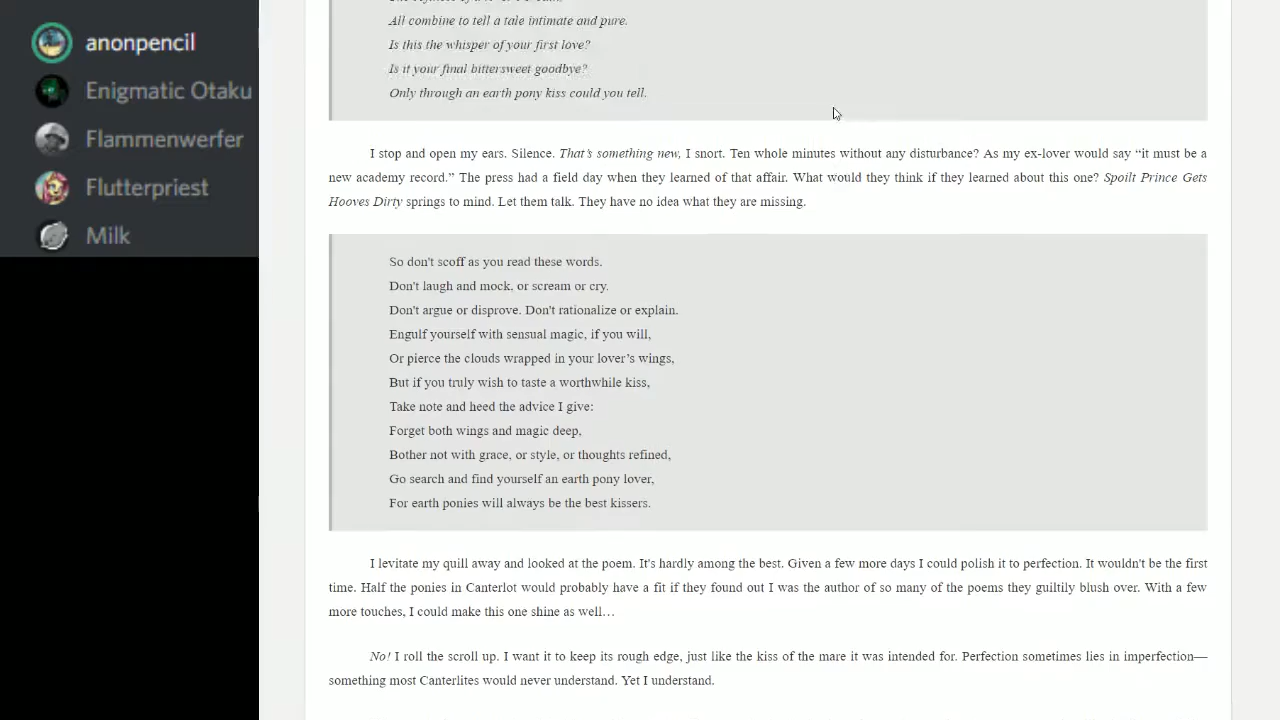 anonpencil
Enigmatic Otaku
Flammenwerfer
Flutterpriest
Milk
All combine to tell a tale intimate and pure.
Is this the whisper of your first love?
Is it your final bittersweet goodbye?
Only through an earth pony kiss could you tell.
I stop and open my ears. Silence. That's something new, I snort. Ten whole minutes without any disturbance? As my ex-lover would say “it must be a
new academy record.” The press had a field day when they learned of that affair. What would they think if they learned about this one? Spoilt Prince Gets
Hooves Dirty springs to mind. Let them talk. They have no idea what they are missing.
So don't scoff as you read these words.
Don't laugh and mock, or scream or cry.
Don't argue or disprove. Don't rationalize or explain.
Engulf yourself with sensual magic, if you will,
Or pierce the clouds wrapped in your lover’s wings,
But if you truly wish to taste a worthwhile kiss,
Take note and heed the advice I give:
Forget both wings and magic deep,
Bother not with grace, or style, or thoughts refined,
Go search and find yourself an earth pony lover,
For earth ponies will always be the best kissers.
I levitate my quill away and looked at the poem. It's hardly among the best. Given a few more days I could polish it to perfection. It wouldn't be the first
time. Half the ponies in Canterlot would probably have a fit if they found out I was the author of so many of the poems they guiltily blush over. With a few
more touches, I could make this one shine as well…
No! I roll the scroll up. I want it to keep its rough edge, just like the kiss of the mare it was intended for. Perfection sometimes lies in imperfection—
something most Canterlites would never understand. Yet I understand.